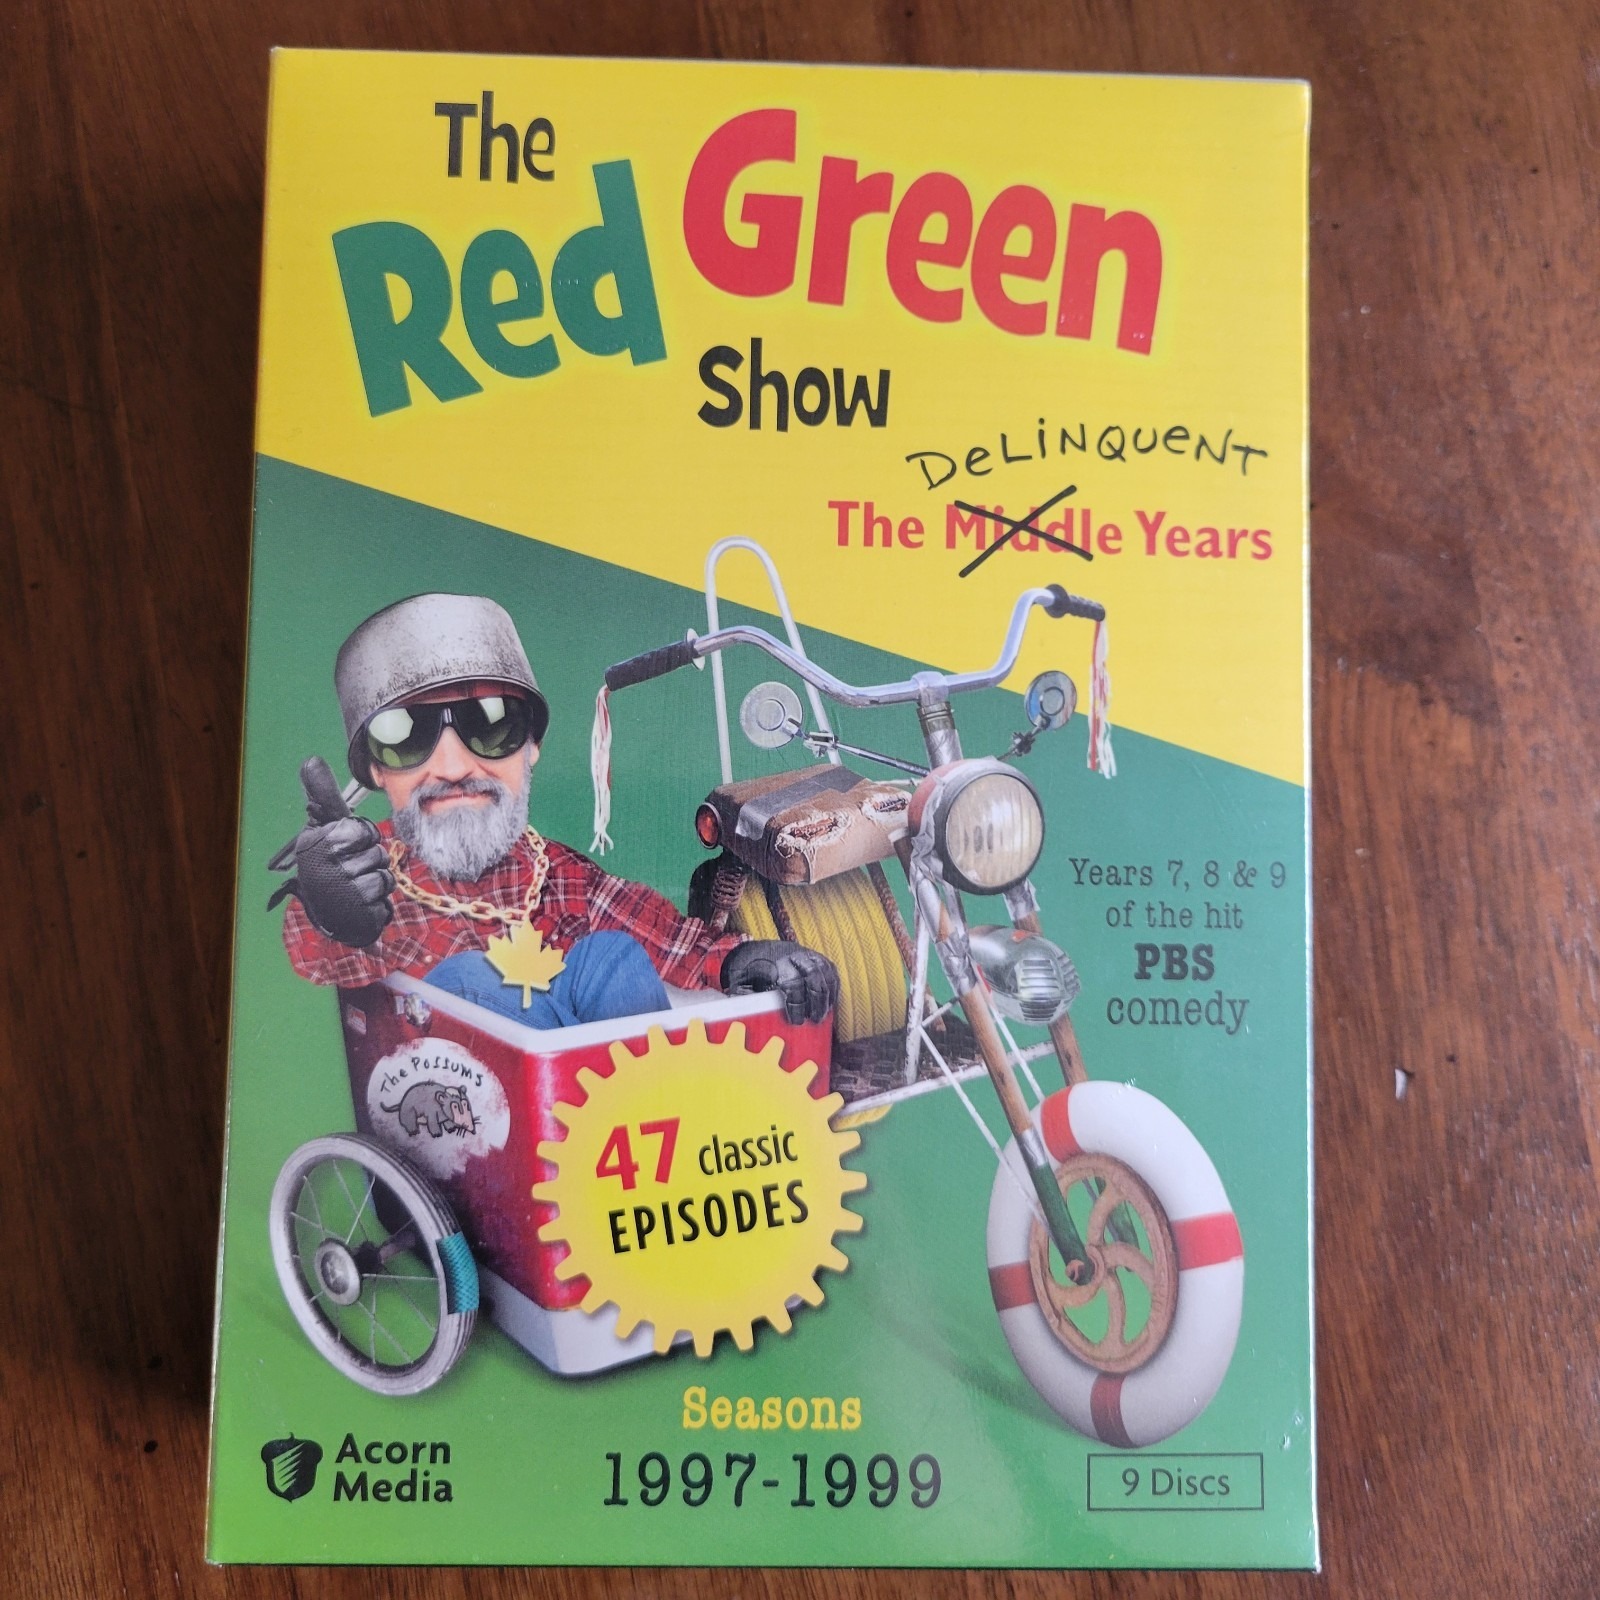 The
Red Green
Show
DeLiNQUeNT
The Middle Years
Years 7, 8 & 9
of the hit
PBS
comedy
The Possums
47 classic
EPISODES
Seasons
1997-1999
Acorn
Media
9 Discs